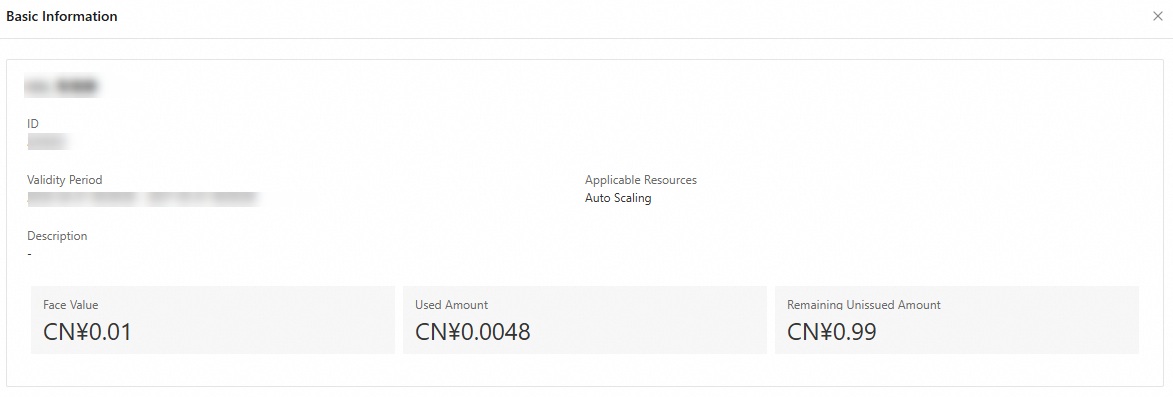 Basic Information
ID
Validity Period
Applicable Resources
Auto Scaling
Description
-
Face Value
CN¥0.01
Used Amount
CN¥0.0048
Remaining Unissued Amount
CN¥0.99